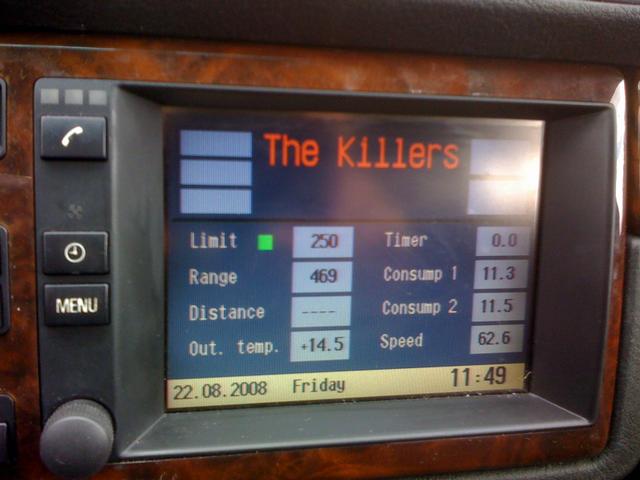 The Killers
Limit 250 Timer 0.0
Range 469 Consump 1 11.3
MENU Distance ---- Consump 2 11.5
Out. temp. +14.5 Speed 62.6
22.08.2008 Friday 11:49